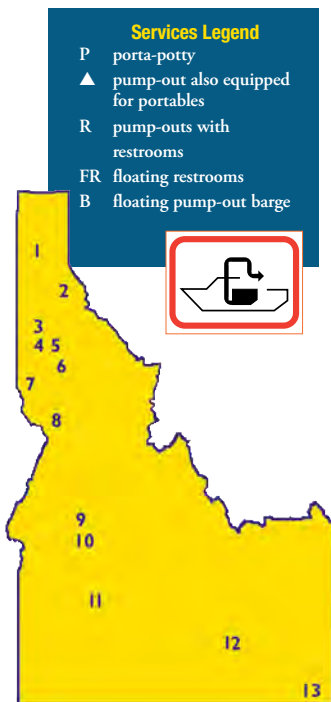 Services Legend
P porta-potty
▲ pump-out also equipped
for portables
R pump-outs with
restrooms
FR floating restrooms
B floating pump-out barge
1
2
3
4 5
6
7
8
9
10
11
12
13